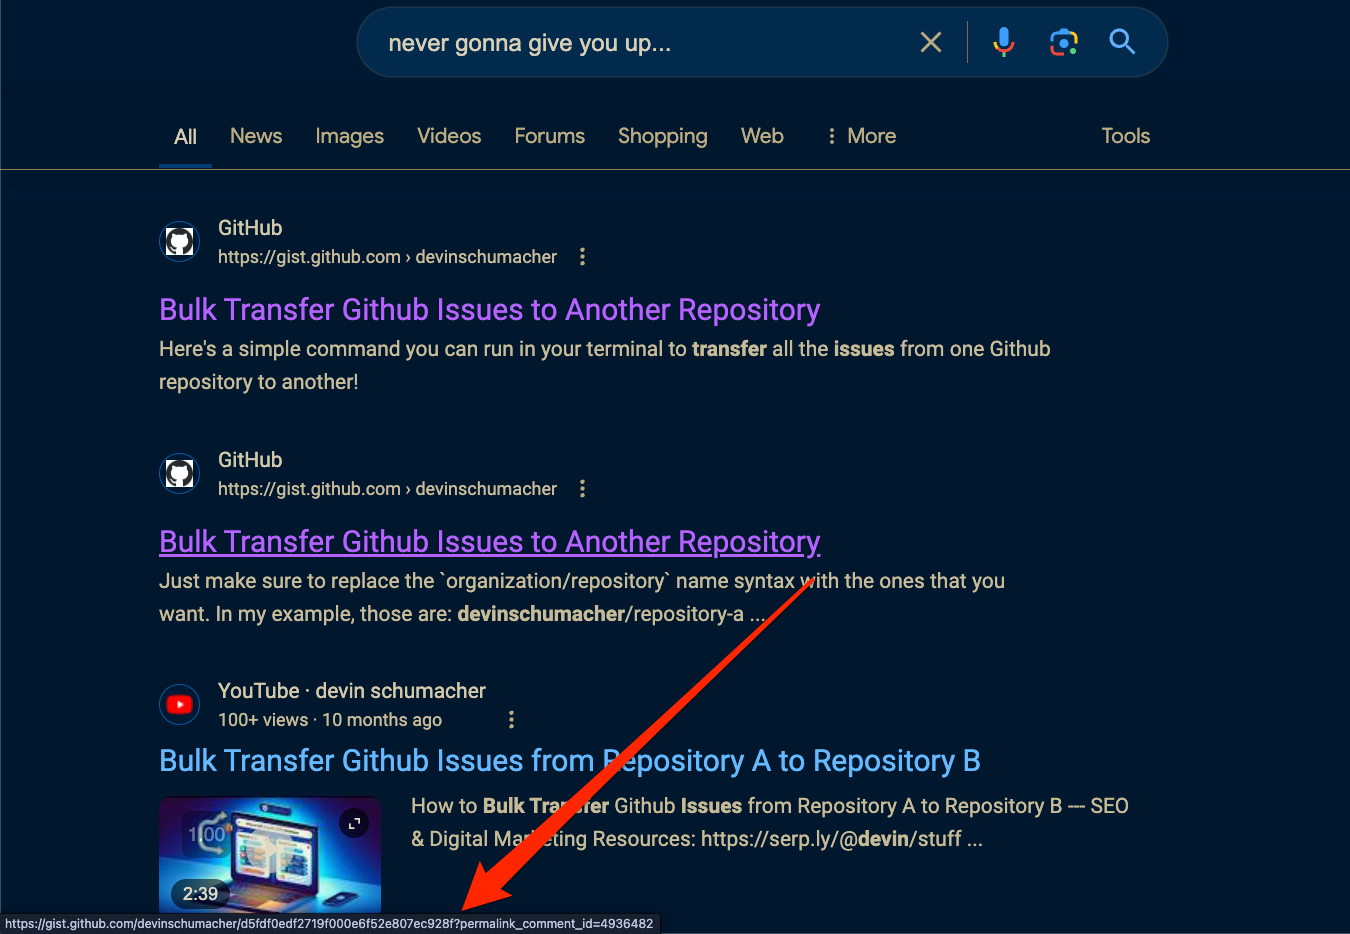 never gonna give you up...
All News Images Videos Forums Shopping Web More Tools
GitHub
https://gist.github.com › devinschumacher
Bulk Transfer Github Issues to Another Repository
Here's a simple command you can run in your terminal to transfer all the issues from one Github
repository to another!
GitHub
https://gist.github.com › devinschumacher
Bulk Transfer Github Issues to Another Repository
Just make sure to replace the `organization/repository` name syntax with the ones that you
want. In my example, those are: devinschumacher/repository-a ...
YouTube · devin schumacher
100+ views · 10 months ago
Bulk Transfer Github Issues from Repository A to Repository B
How to Bulk Transfer Github Issues from Repository A to Repository B --- SEO
& Digital Marketing Resources: https://serp.ly/@devin/stuff ...
1:00
2:39
https://gist.github.com/devinschumacher/d5fdf0edf2719f000e6f52e807ec928f?permalink_comment_id=4936482